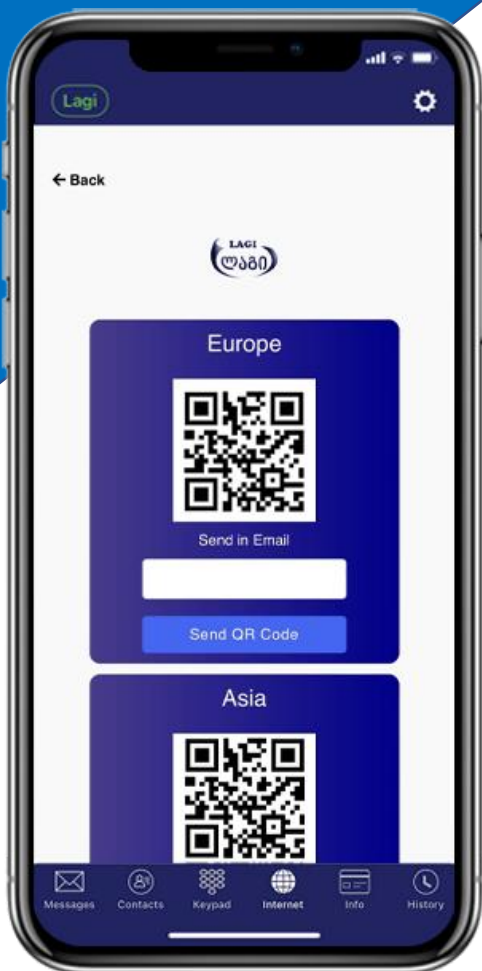 Lagi
← Back
LAGI
ლაგი
Europe
Send in Email
Send QR Code
Asia
Messages Contacts Keypad Internet Info History